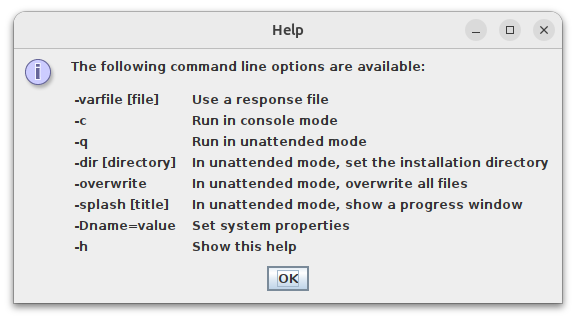 Help
The following command line options are available:
-varfile [file] Use a response file
-c Run in console mode
-q Run in unattended mode
-dir [directory] In unattended mode, set the installation directory
-overwrite In unattended mode, overwrite all files
-splash [title] In unattended mode, show a progress window
-Dname=value Set system properties
-h Show this help
OK